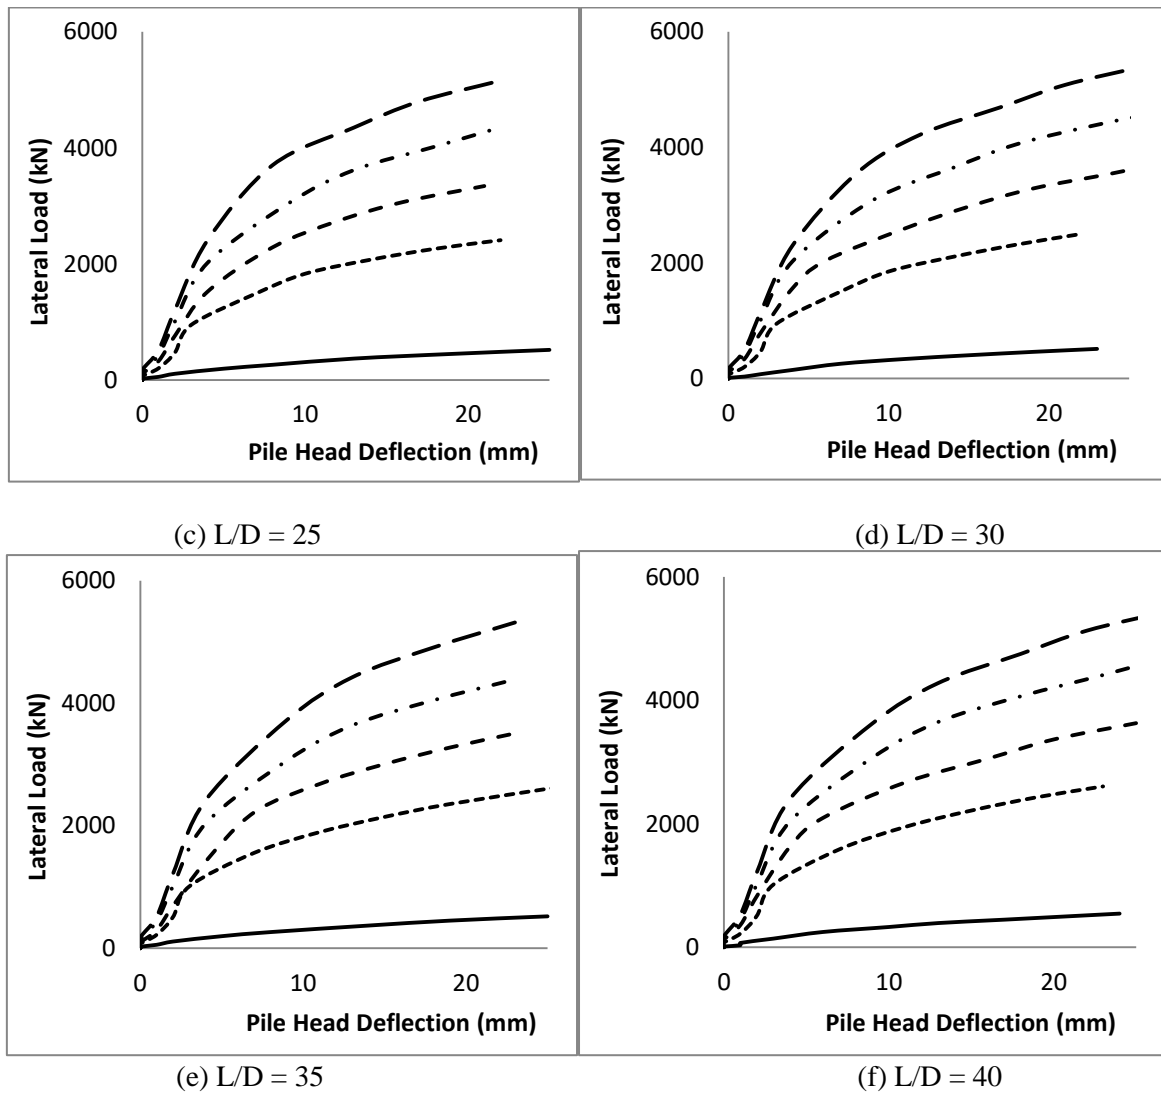 6000
4000
2000
0
Lateral Load (kN)
0 10 20
Pile Head Deflection (mm)
(c) L/D = 25
6000
4000
2000
0
Lateral Load (kN)
0 10 20
Pile Head Deflection (mm)
(d) L/D = 30
6000
4000
2000
0
Lateral Load (kN)
0 10 20
Pile Head Deflection (mm)
(e) L/D = 35
6000
4000
2000
0
Lateral Load (kN)
0 10 20
Pile Head Deflection (mm)
(f) L/D = 40